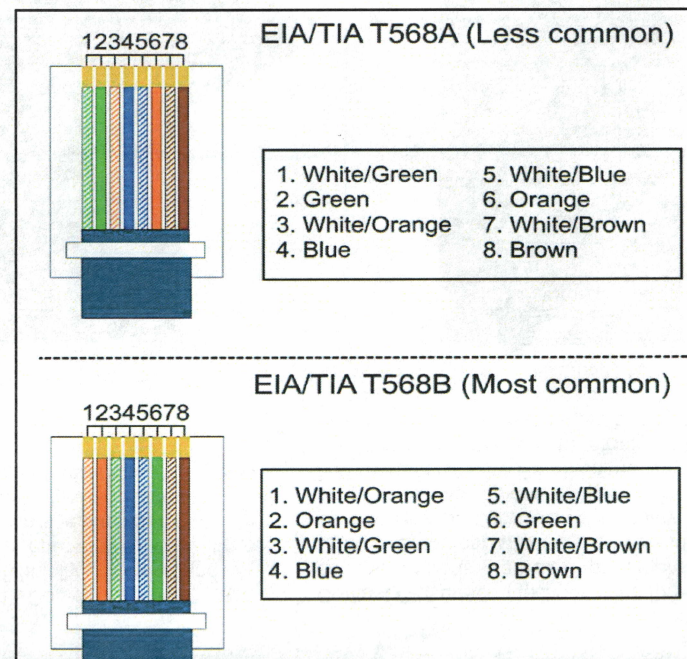 EIA/TIA T568A (Less common)
12345678
1. White/Green 5. White/Blue
2. Green 6. Orange
3. White/Orange 7. White/Brown
4. Blue 8. Brown
EIA/TIA T568B (Most common)
12345678
1. White/Orange 5. White/Blue
2. Orange 6. Green
3. White/Green 7. White/Brown
4. Blue 8. Brown